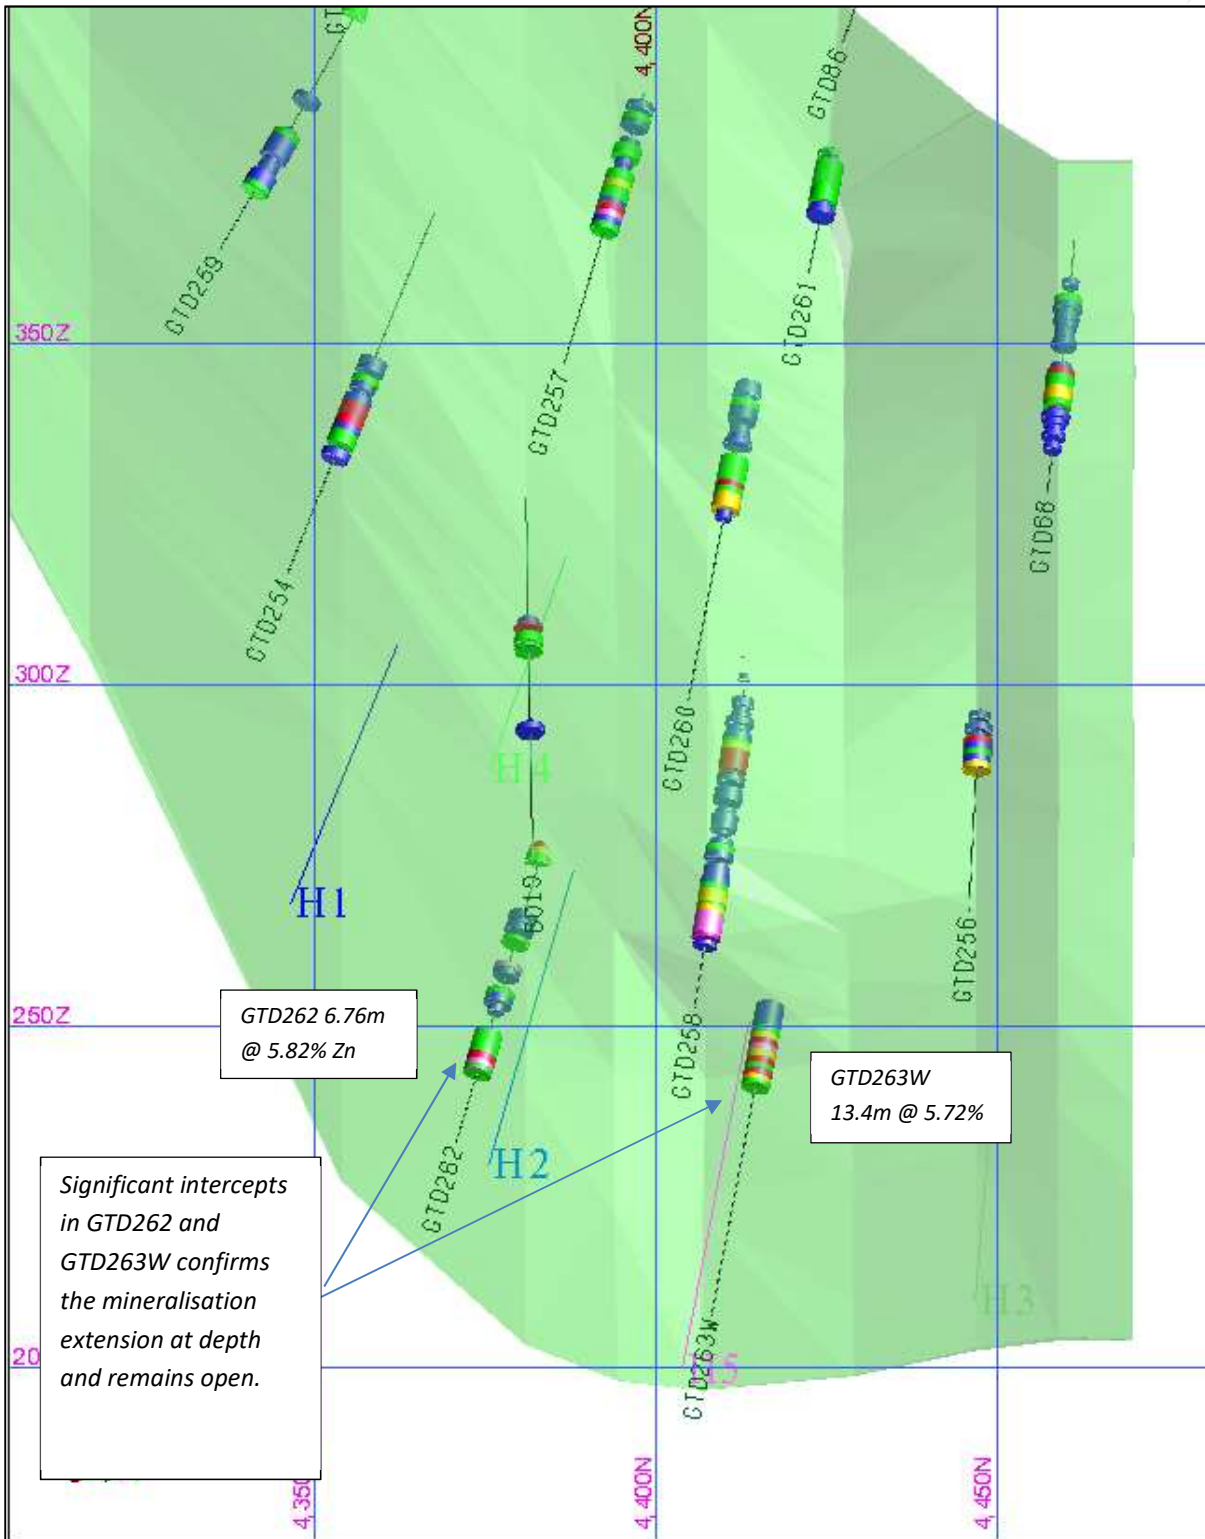 4,400N
GTD86
GTD259
GTD257
GTD261
350Z
GTD68
GTD254
300Z
GTD260
H4
H1
BO19
GTD256
250Z
GTD262 6.76m
@ 5.82% Zn
GTD258
GTD263W
13.4m @ 5.72%
GTD262
H2
Significant intercepts
in GTD262 and
GTD263W confirms
the mineralisation
extension at depth
and remains open.
H3
GTD263W
4,400N
4,450N